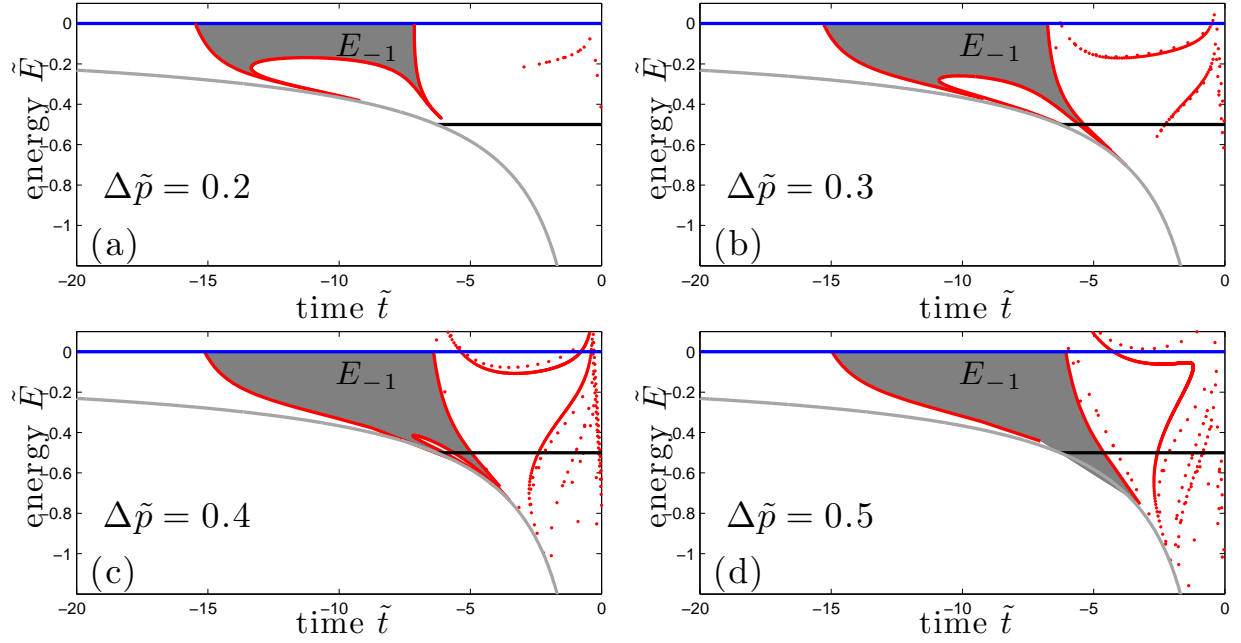 0
−0.2
−0.4
−0.6
−0.8
−1
energy Ẽ
E₋₁
Δp̃ = 0.2
(a)
−20 −15 −10 −5 0
time t̃
0
−0.2
−0.4
−0.6
−0.8
−1
energy Ẽ
E₋₁
Δp̃ = 0.3
(b)
−20 −15 −10 −5 0
time t̃
0
−0.2
−0.4
−0.6
−0.8
−1
energy Ẽ
E₋₁
Δp̃ = 0.4
(c)
−20 −15 −10 −5 0
time t̃
0
−0.2
−0.4
−0.6
−0.8
−1
energy Ẽ
E₋₁
Δp̃ = 0.5
(d)
−20 −15 −10 −5 0
time t̃